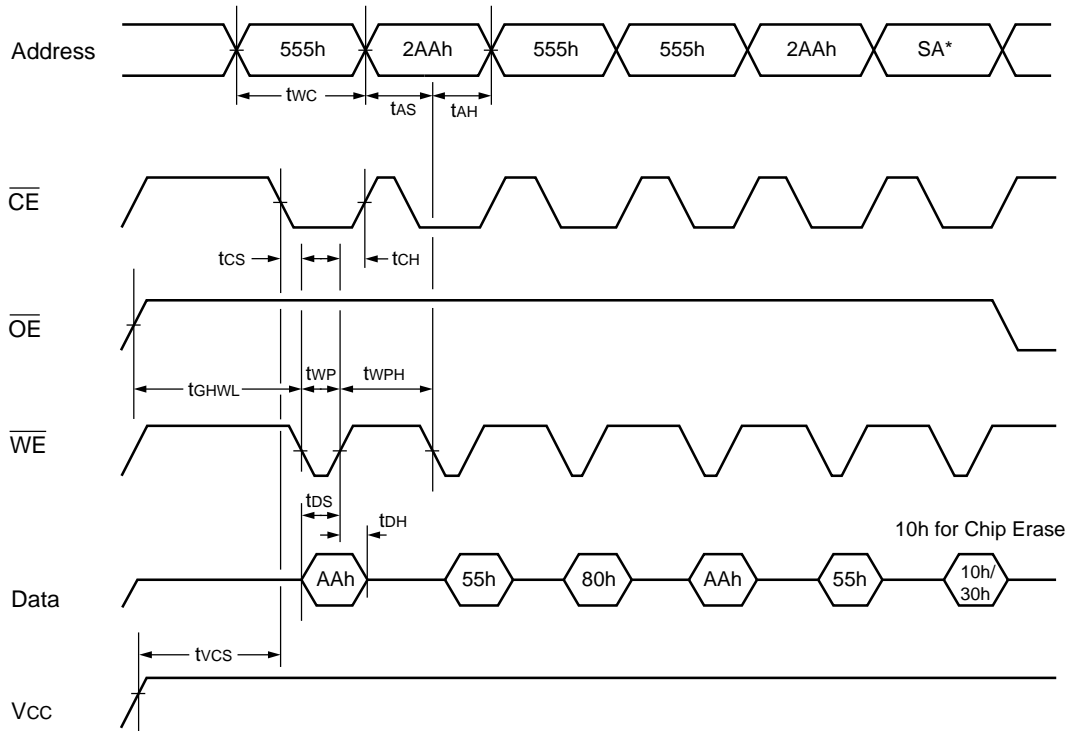 Address
555h
2AAh
555h
555h
2AAh
SA*
tWC
tAS
tAH
CE
tCS
tCH
OE
tGHWL
tWP
tWPH
WE
tDS
tDH
10h for Chip Erase
Data
AAh
55h
80h
AAh
55h
10h/
30h
tVCS
VCC